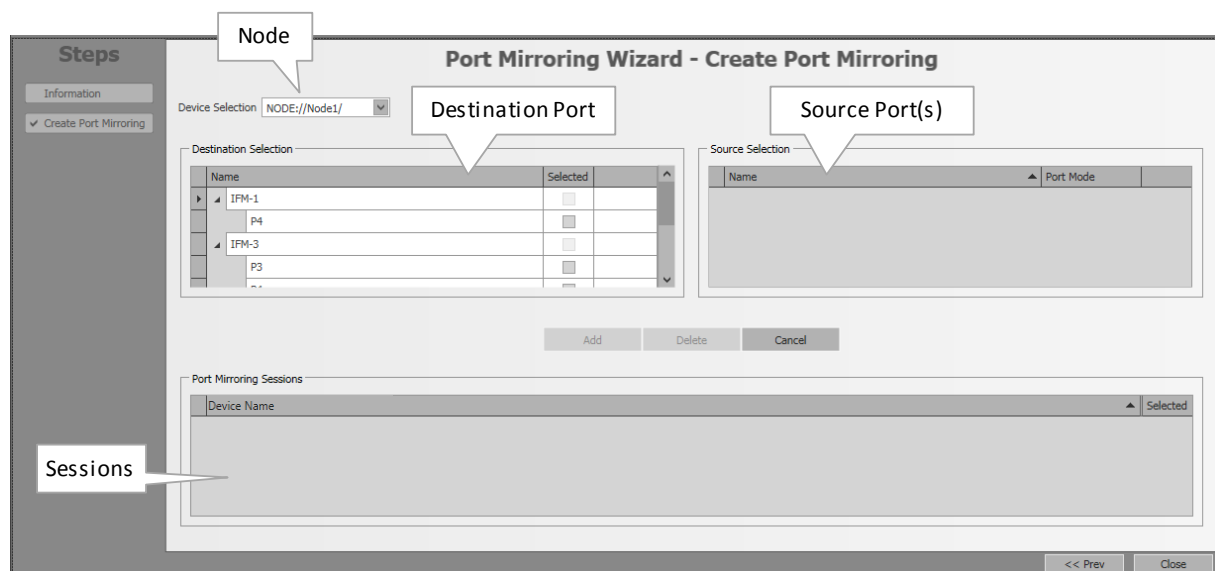 Node
Steps
Port Mirroring Wizard - Create Port Mirroring
Information
Create Port Mirroring
Device Selection NODE://Node1/
Destination Port
Source Port(s)
Destination Selection
Source Selection
Name Selected
Name Port Mode
IFM-1
P4
IFM-3
P3
Add Delete Cancel
Port Mirroring Sessions
Device Name Selected
Sessions
<< Prev Close